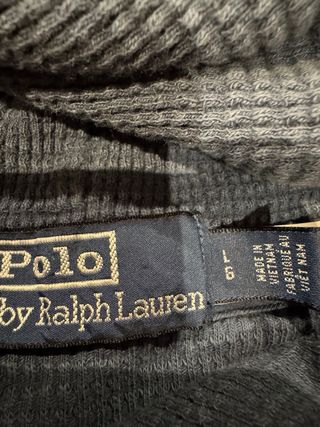 Polo
by Ralph Lauren
L
G
MADE IN
VIETNAM
FABRIQUE AU
VIET NAM